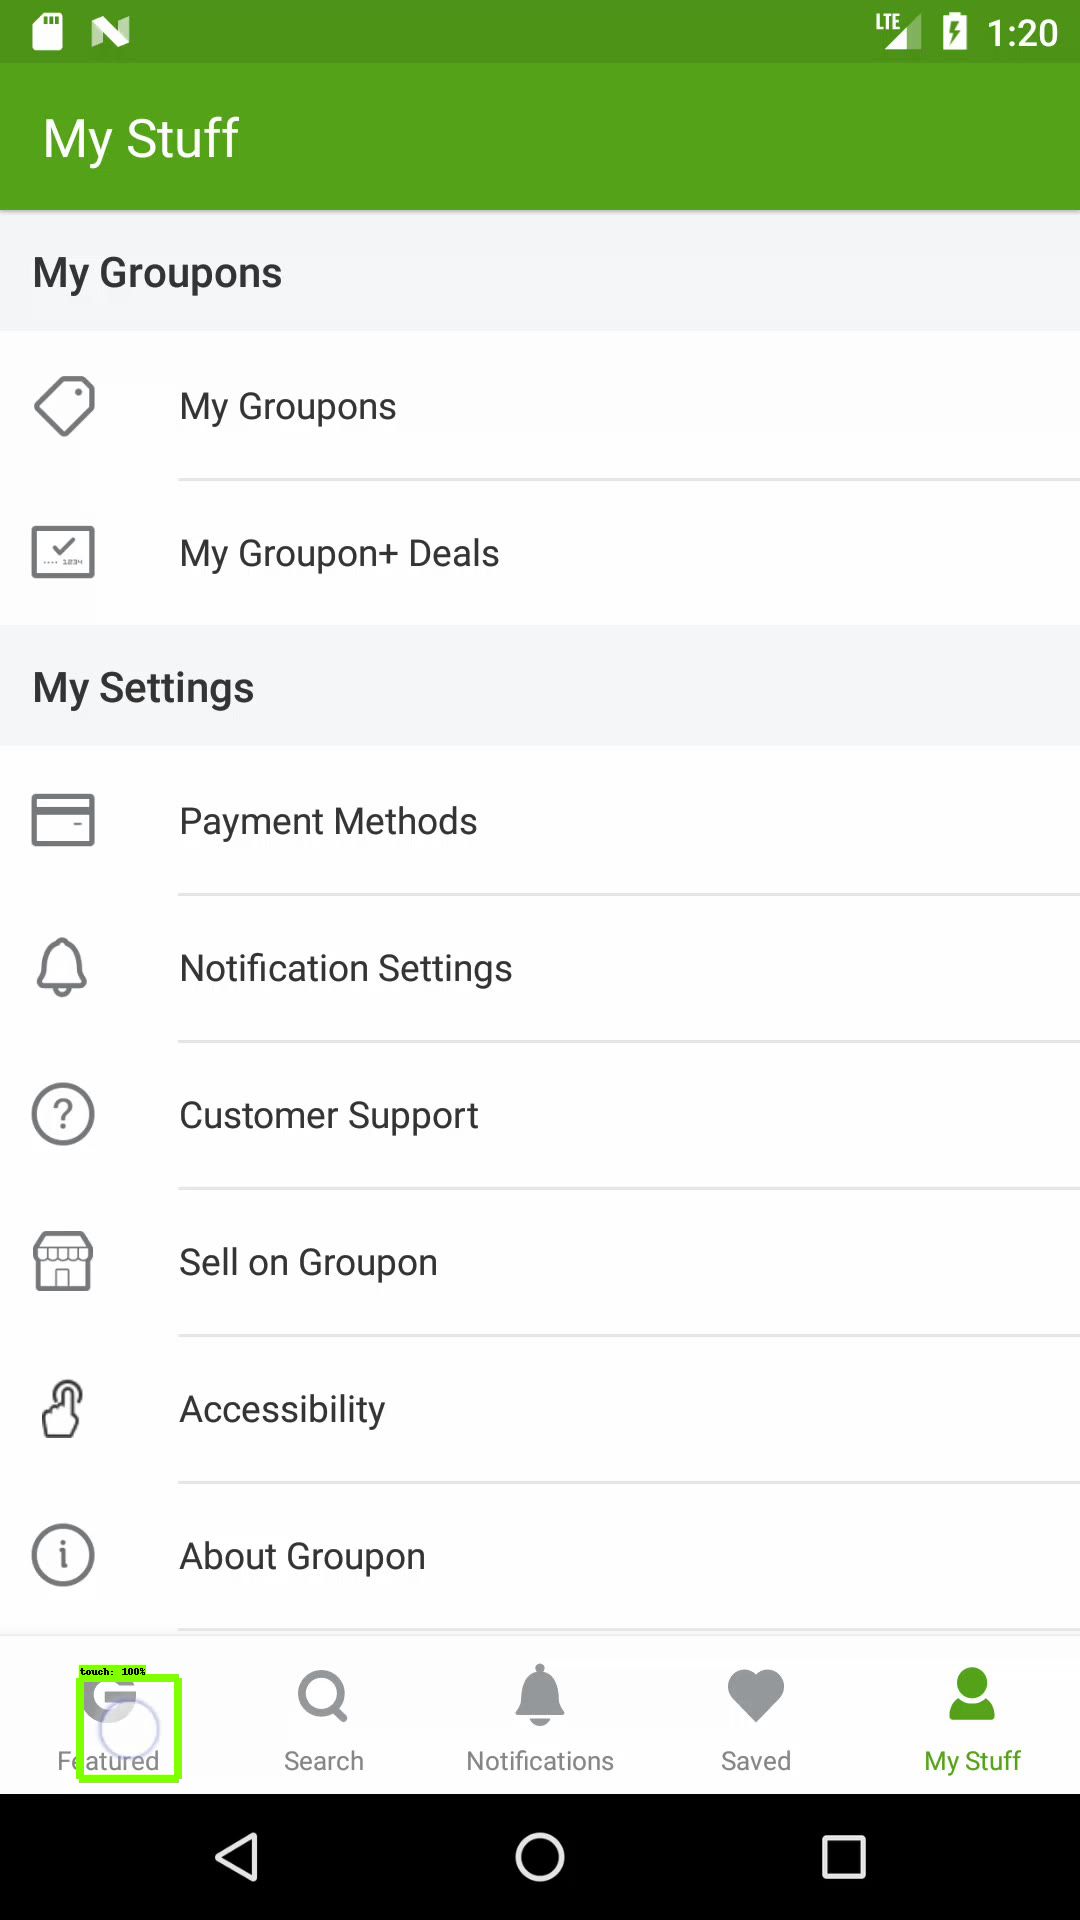 LTE 1:20
My Stuff
My Groupons
My Groupons
1234
My Groupon+ Deals
My Settings
Payment Methods
Notification Settings
? Customer Support
Sell on Groupon
Accessibility
i About Groupon
touch: 100%
G
Featured Search Notifications Saved My Stuff